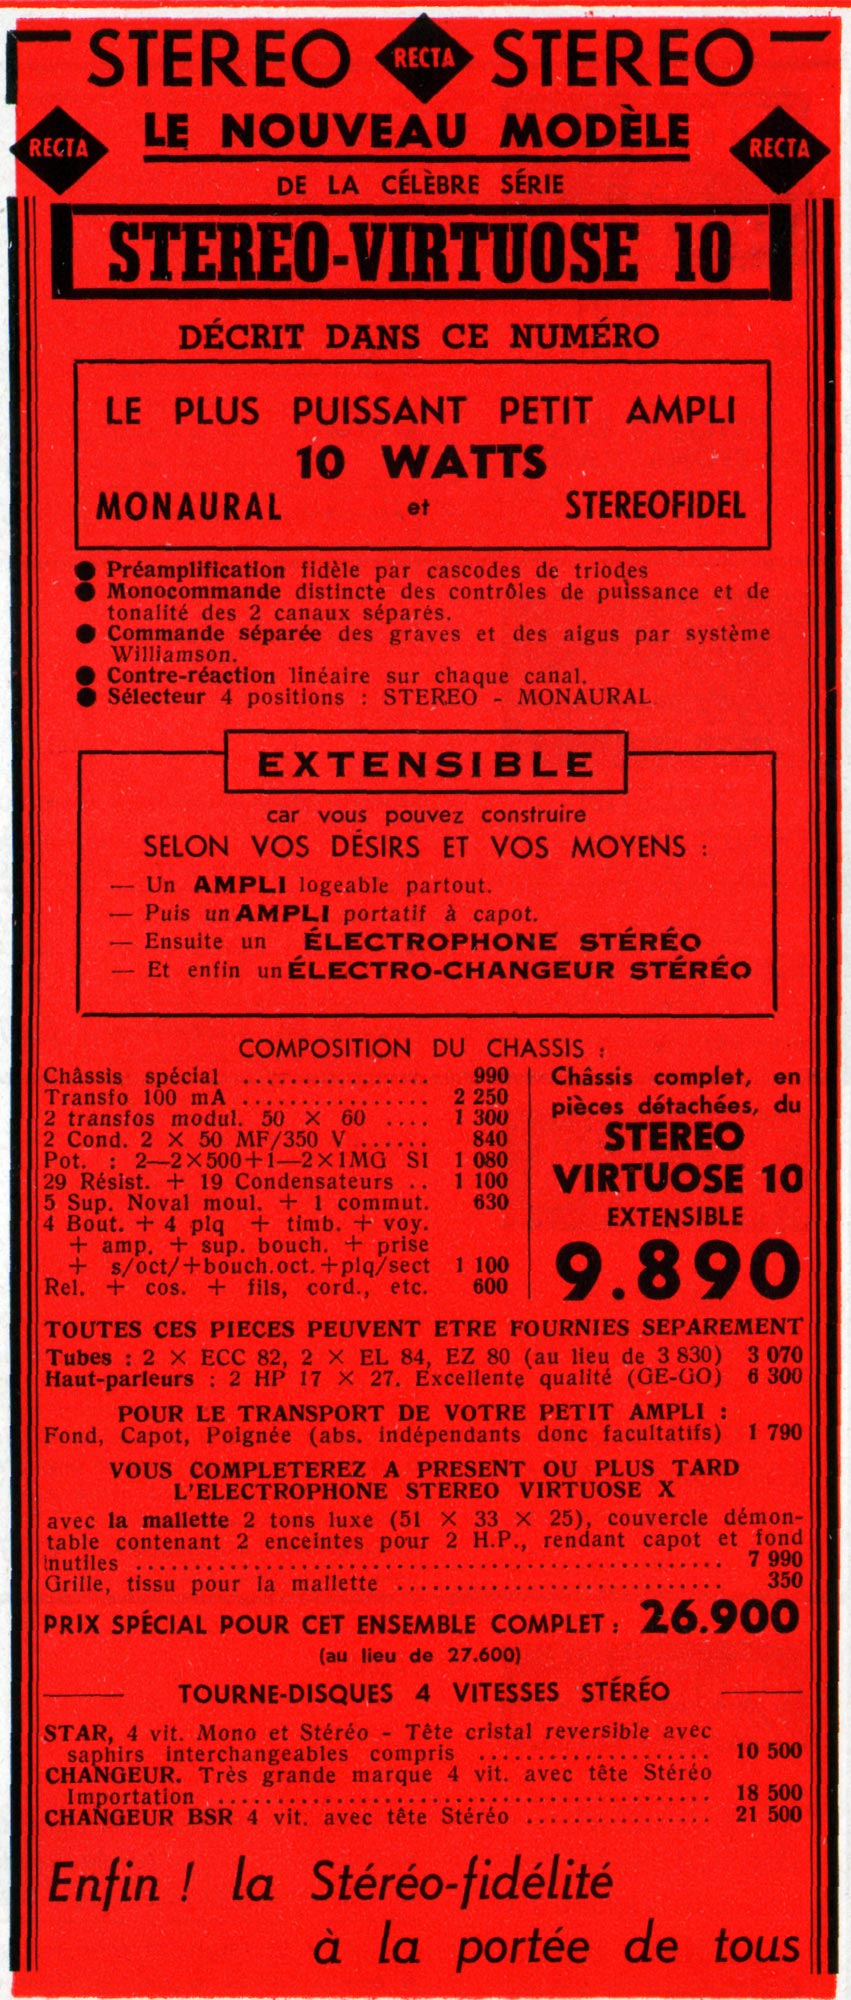 STEREO RECTA STEREO
RECTA LE NOUVEAU MODÈLE RECTA
DE LA CÉLÈBRE SÉRIE
STEREO-VIRTUOSE 10
DÉCRIT DANS CE NUMÉRO
LE PLUS PUISSANT PETIT AMPLI
10 WATTS
MONAURAL et STEREOFIDEL
● Préamplification fidèle par cascodes de triodes
● Monocommande distincte des contrôles de puissance et de
tonalité des 2 canaux séparés.
● Commande séparée des graves et des aigus par système
Williamson.
● Contre-réaction linéaire sur chaque canal.
● Sélecteur 4 positions : STEREO - MONAURAL
EXTENSIBLE
car vous pouvez construire
SELON VOS DÉSIRS ET VOS MOYENS :
— Un AMPLI logeable partout.
— Puis un AMPLI portatif à capot.
— Ensuite un ÉLECTROPHONE STÉRÉO
— Et enfin un ÉLECTRO-CHANGEUR STÉRÉO
COMPOSITION DU CHASSIS :
Châssis spécial ................ 990
Transfo 100 mA ................ 2 250
2 transfos modul. 50 × 60 .... 1 300
2 Cond. 2 × 50 MF/350 V ...... 840
Pot. : 2—2×500+1—2×1MG SI 1 080
29 Résist. + 19 Condensateurs .. 1 100
5 Sup. Noval moul. + 1 commut. 630
4 Bout. + 4 plq + timb. + voy.
+ amp. + sup. bouch. + prise
+ s/oct/+bouch.oct.+plq/sect 1 100
Rel. + cos. + fils, cord., etc. 600
Châssis complet, en
pièces détachées, du
STEREO
VIRTUOSE 10
EXTENSIBLE
9.890
TOUTES CES PIECES PEUVENT ETRE FOURNIES SEPAREMENT
Tubes : 2 × ECC 82, 2 × EL 84, EZ 80 (au lieu de 3 830) 3 070
Haut-parleurs : 2 HP 17 × 27. Excellente qualité (GE-GO) 6 300
POUR LE TRANSPORT DE VOTRE PETIT AMPLI :
Fond, Capot, Poignée (abs. indépendants donc facultatifs) 1 790
VOUS COMPLETEREZ A PRESENT OU PLUS TARD
L'ELECTROPHONE STEREO VIRTUOSE X
avec la mallette 2 tons luxe (51 × 33 × 25), couvercle démon-
table contenant 2 enceintes pour 2 H.P., rendant capot et fond
inutiles ........................................................ 7 990
Grille, tissu pour la mallette ............................ 350
PRIX SPÉCIAL POUR CET ENSEMBLE COMPLET : 26.900
(au lieu de 27.600)
TOURNE-DISQUES 4 VITESSES STÉRÉO
STAR, 4 vit. Mono et Stéréo - Tête cristal reversible avec
saphirs interchangeables compris .................... 10 500
CHANGEUR. Très grande marque 4 vit. avec tête Stéréo
Importation ............................................ 18 500
CHANGEUR BSR 4 vit. avec tête Stéréo ................ 21 500
Enfin ! la Stéréo-fidélité
à la portée de tous